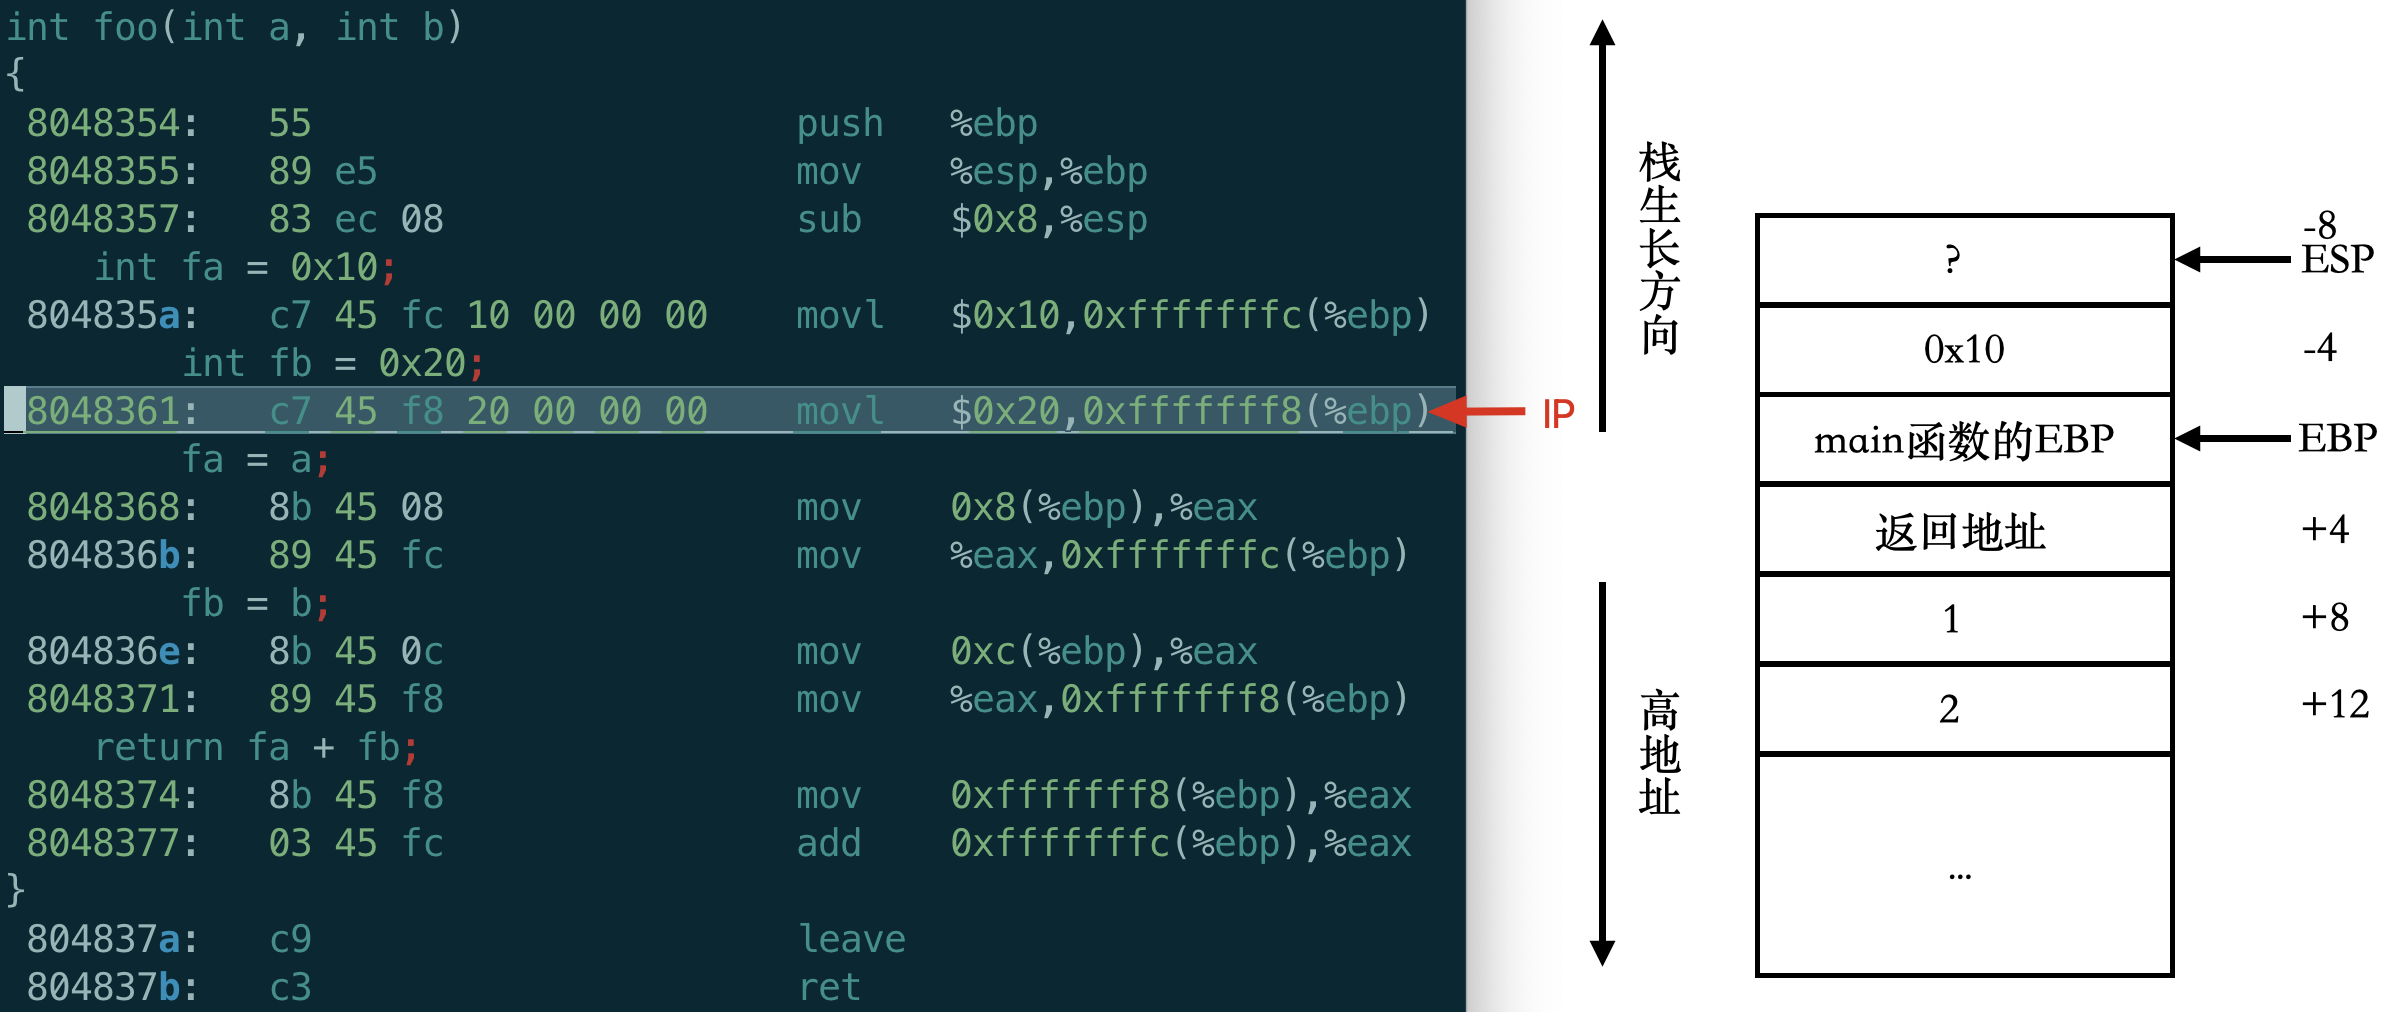 int foo(int a, int b)
{
8048354: 55 push %ebp
8048355: 89 e5 mov %esp,%ebp
8048357: 83 ec 08 sub $0x8,%esp
int fa = 0x10;
804835a: c7 45 fc 10 00 00 00 movl $0x10,0xfffffffc(%ebp)
int fb = 0x20;
8048361: c7 45 f8 20 00 00 00 movl $0x20,0xfffffff8(%ebp)
fa = a;
8048368: 8b 45 08 mov 0x8(%ebp),%eax
804836b: 89 45 fc mov %eax,0xfffffffc(%ebp)
fb = b;
804836e: 8b 45 0c mov 0xc(%ebp),%eax
8048371: 89 45 f8 mov %eax,0xfffffff8(%ebp)
return fa + fb;
8048374: 8b 45 f8 mov 0xfffffff8(%ebp),%eax
8048377: 03 45 fc add 0xfffffffc(%ebp),%eax
}
804837a: c9 leave
804837b: c3 ret
IP
栈生长方向
高地址
?
-8
ESP
0x10
-4
main函数的EBP
EBP
返回地址
+4
1
+8
2
+12
...